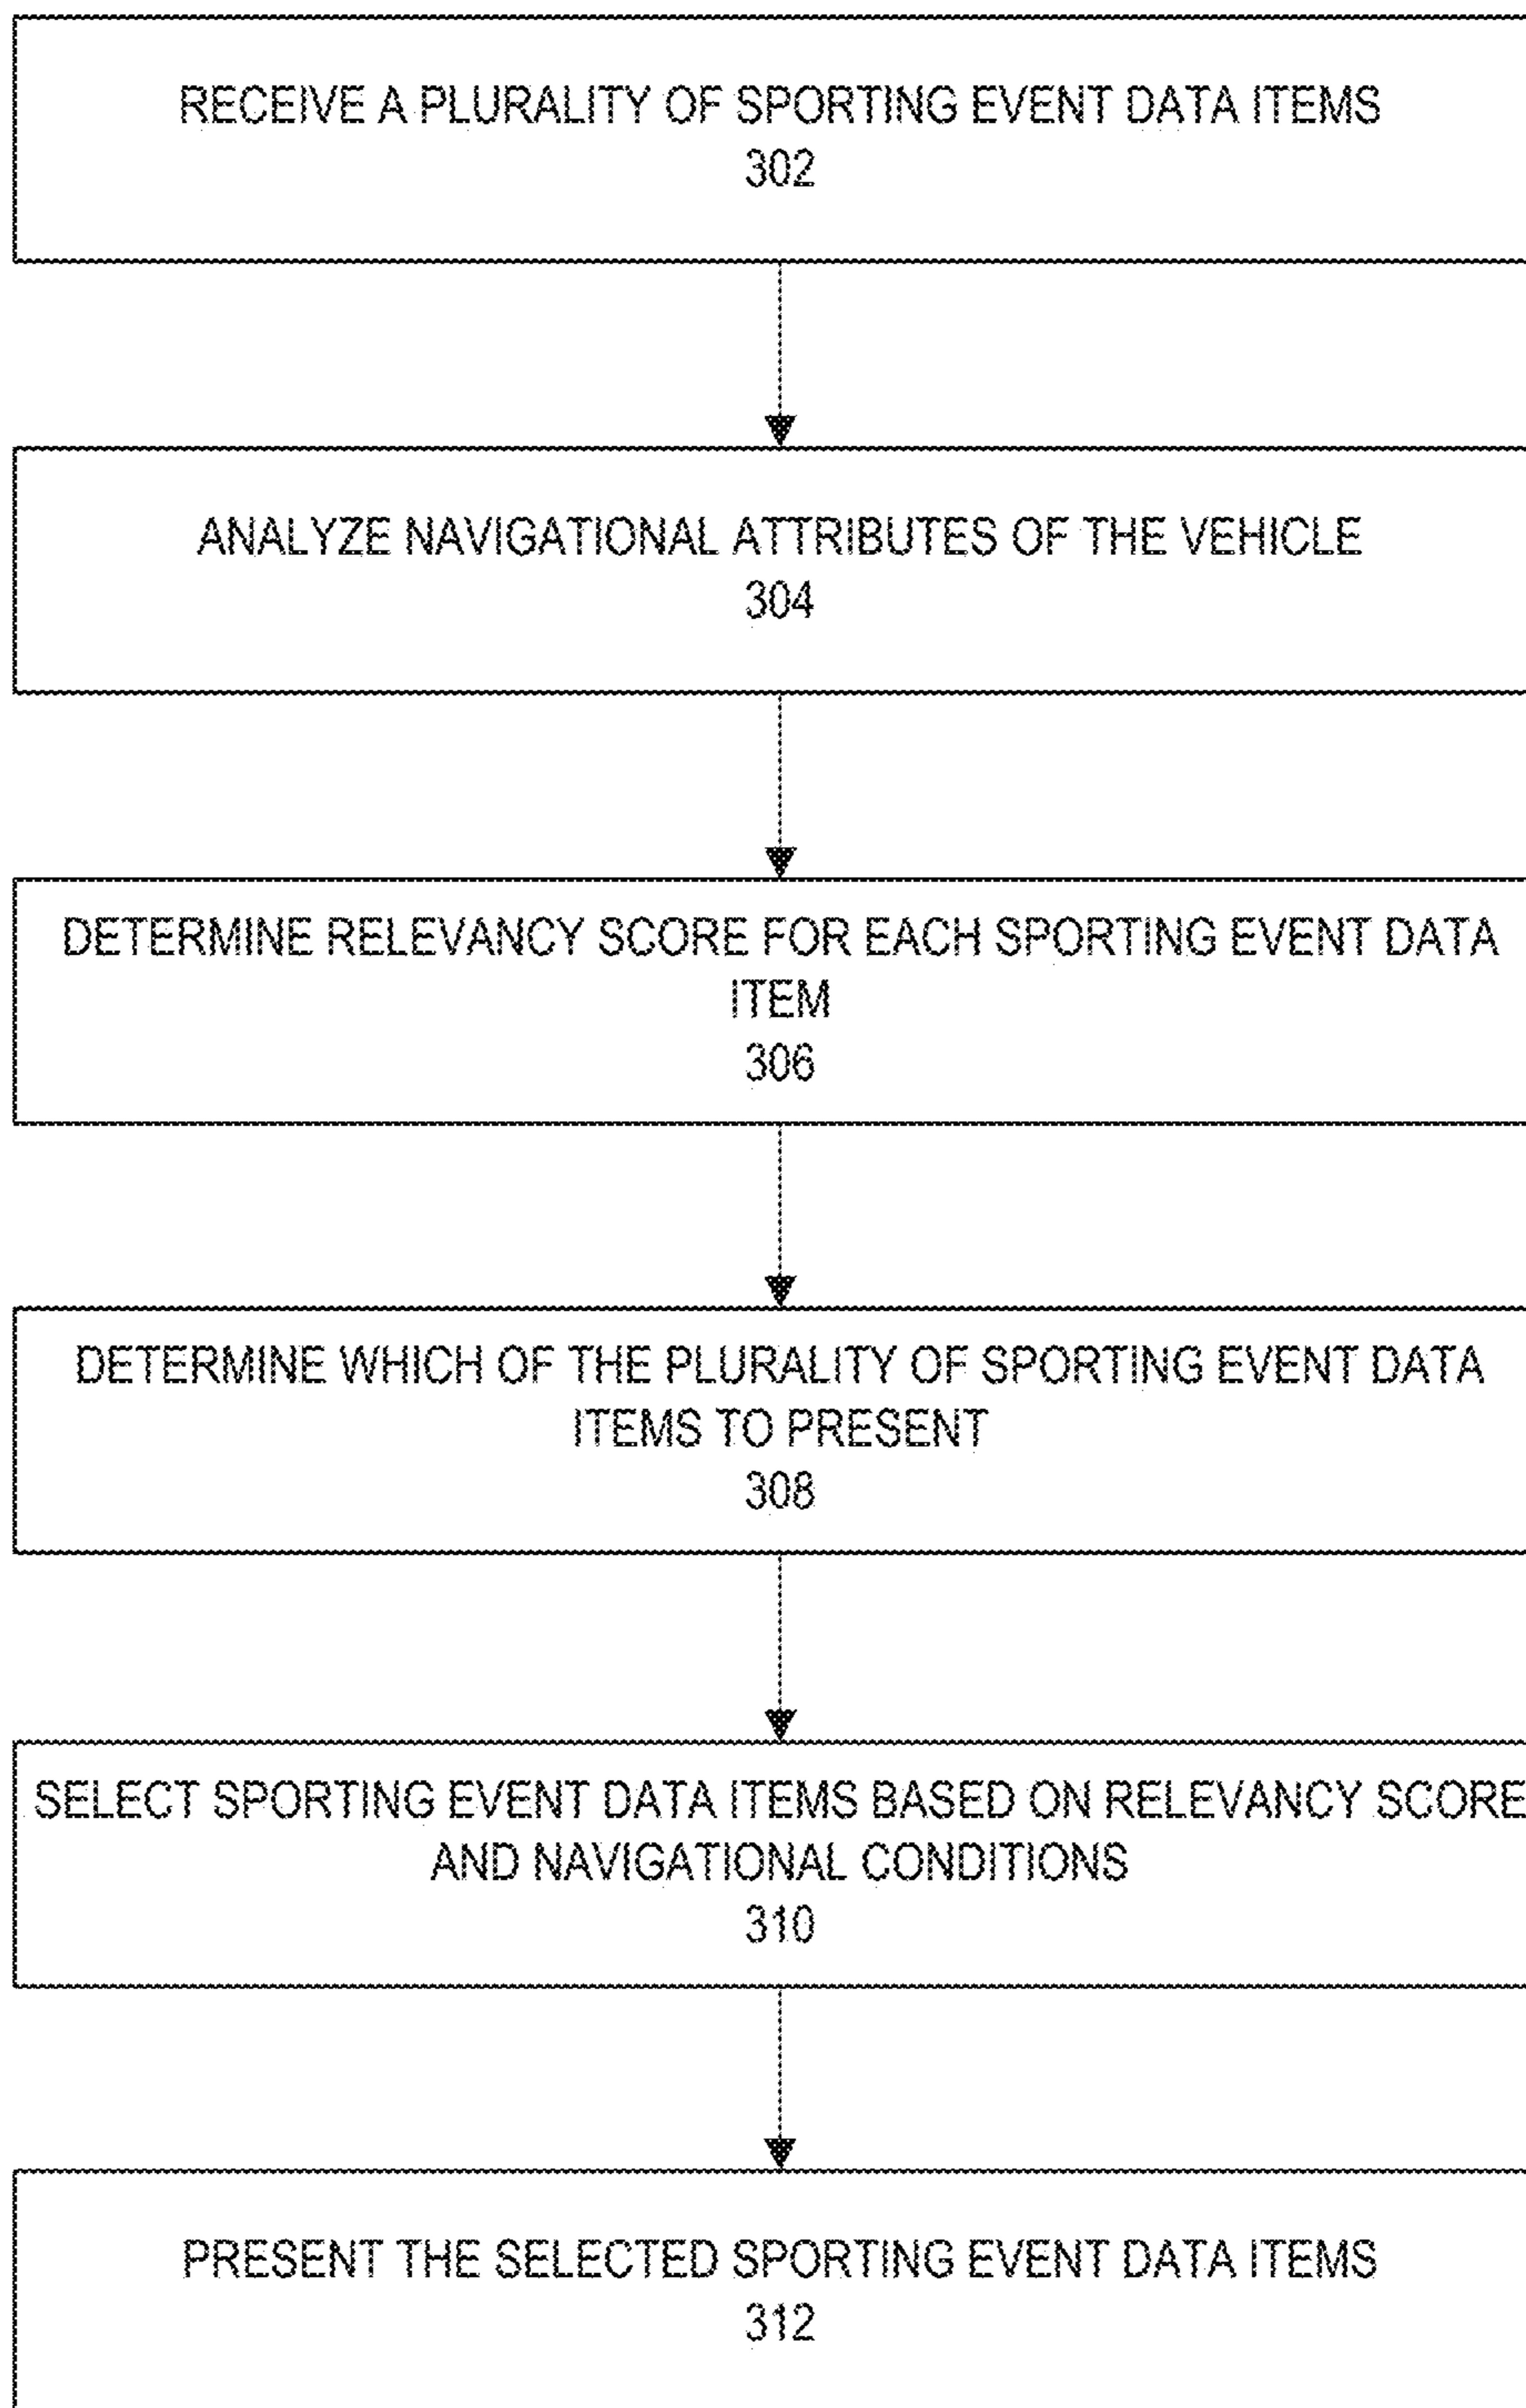 RECEIVE A PLURALITY OF SPORTING EVENT DATA ITEMS
302
ANALYZE NAVIGATIONAL ATTRIBUTES OF THE VEHICLE
304
DETERMINE RELEVANCY SCORE FOR EACH SPORTING EVENT DATA
ITEM
306
DETERMINE WHICH OF THE PLURALITY OF SPORTING EVENT DATA
ITEMS TO PRESENT
308
SELECT SPORTING EVENT DATA ITEMS BASED ON RELEVANCY SCORE
AND NAVIGATIONAL CONDITIONS
310
PRESENT THE SELECTED SPORTING EVENT DATA ITEMS
312